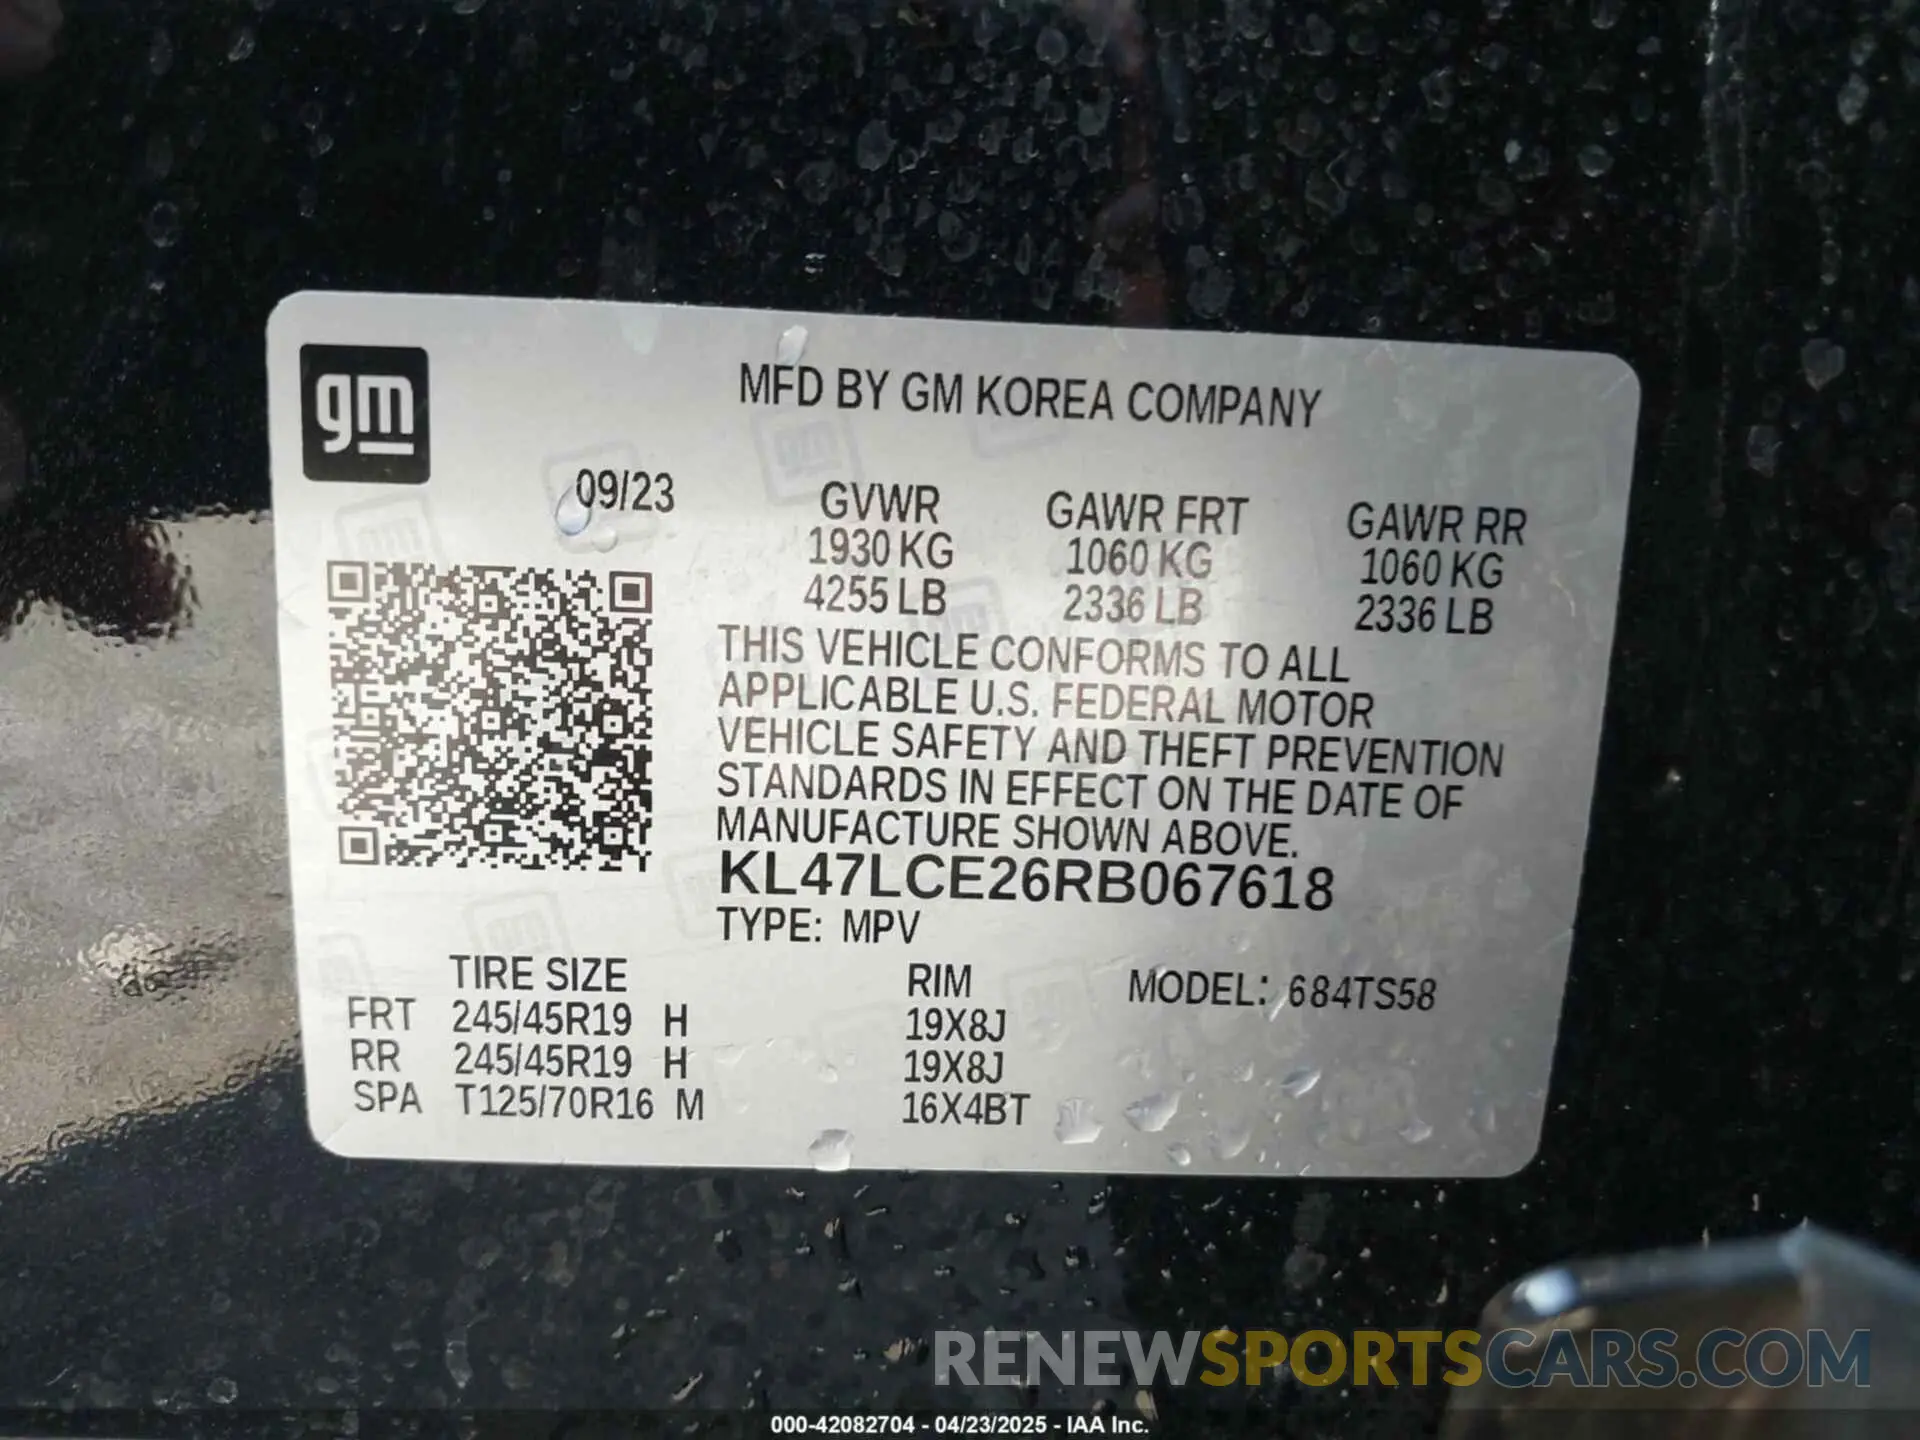 gm
MFD BY GM KOREA COMPANY
09/23
GVWR GAWR FRT GAWR RR
1930 KG 1060 KG 1060 KG
4255 LB 2336 LB 2336 LB
THIS VEHICLE CONFORMS TO ALL
APPLICABLE U.S. FEDERAL MOTOR
VEHICLE SAFETY AND THEFT PREVENTION
STANDARDS IN EFFECT ON THE DATE OF
MANUFACTURE SHOWN ABOVE.
KL47LCE26RB067618
TYPE: MPV
TIRE SIZE RIM MODEL: 684TS58
FRT 245/45R19 H 19X8J
RR 245/45R19 H 19X8J
SPA T125/70R16 M 16X4BT
RENEWSPORTSCARS.COM
000-42082704 - 04/23/2025 - IAA Inc.